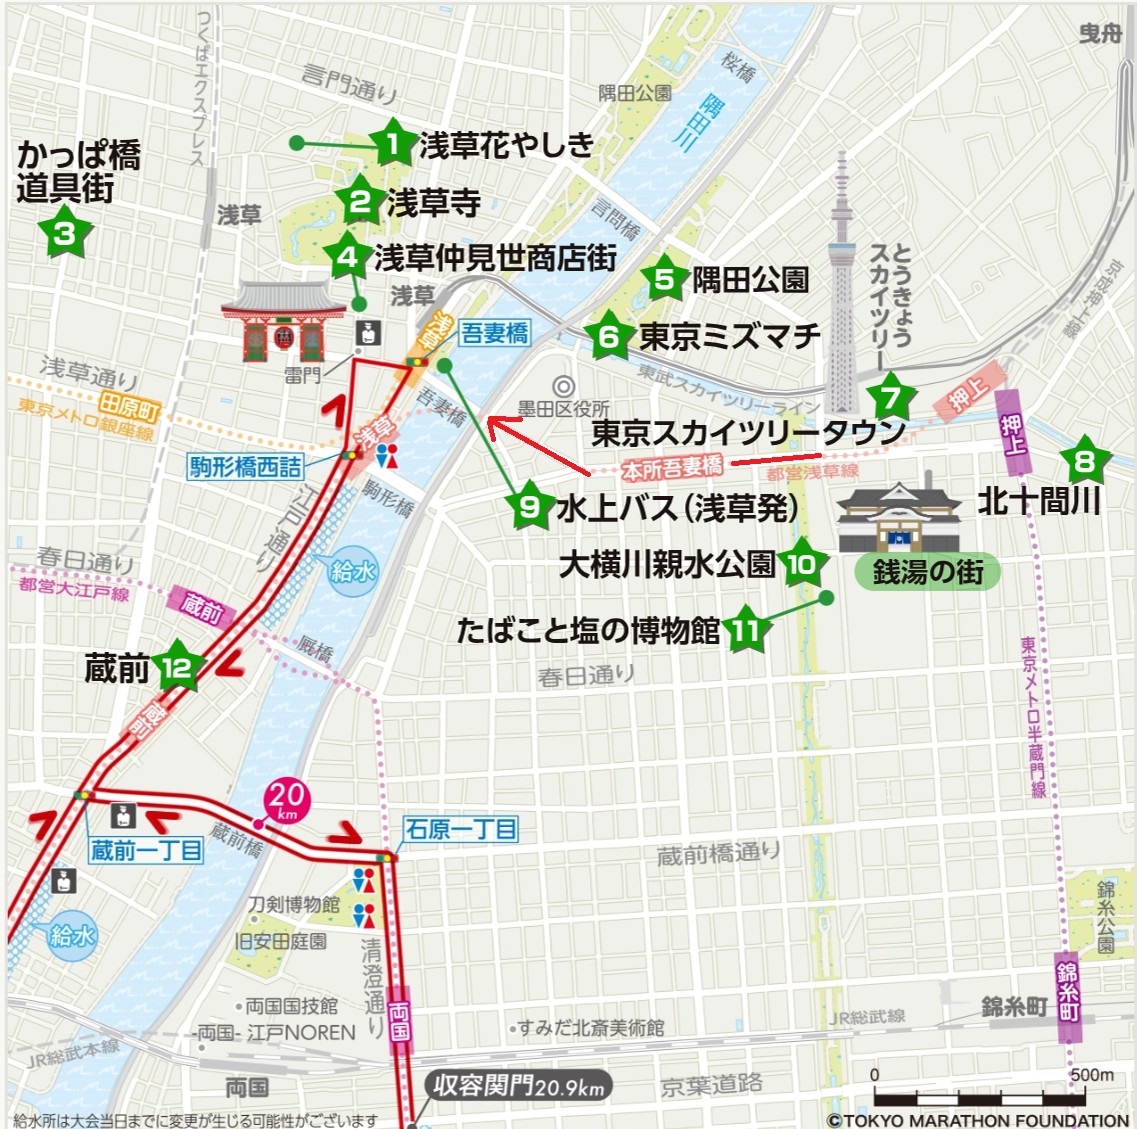 曳舟
桜橋
つくばエクスプレス
言問通り
隅田公園
隅田川
1 浅草花やしき
かっぱ橋
道具街
3
2 浅草寺
浅草
言問橋
4 浅草仲見世商店街
浅草
5 隅田公園
とうきょう
スカイツリー
京成押上線
浅草
吾妻橋
6 東京ミズマチ
雷門
浅草通り
田原町
東京メトロ銀座線
吾妻橋
墨田区役所
東武スカイツリーライン
7
押上
押上
東京スカイツリータウン
浅草
駒形橋西詰
本所吾妻橋
都営浅草線
8
北十間川
江戸通り
駒形橋
9 水上バス(浅草発)
春日通り
都営大江戸線
給水
大横川親水公園 10
銭湯の街
蔵前
たばこと塩の博物館 11
厩橋
蔵前 12
春日通り
東京メトロ半蔵門線
蔵前
20
km
蔵前一丁目
蔵前橋
石原一丁目
蔵前橋通り
刀剣博物館
給水
旧安田庭園
清澄通り
錦糸公園
両国
錦糸町
両国国技館
-両国- 江戸NOREN
すみだ北斎美術館
JR総武線
錦糸町
JR総武本線
両国
収容関門20.9km
京葉道路
0 500m
給水所は大会当日までに変更が生じる可能性がございます
©TOKYO MARATHON FOUNDATION